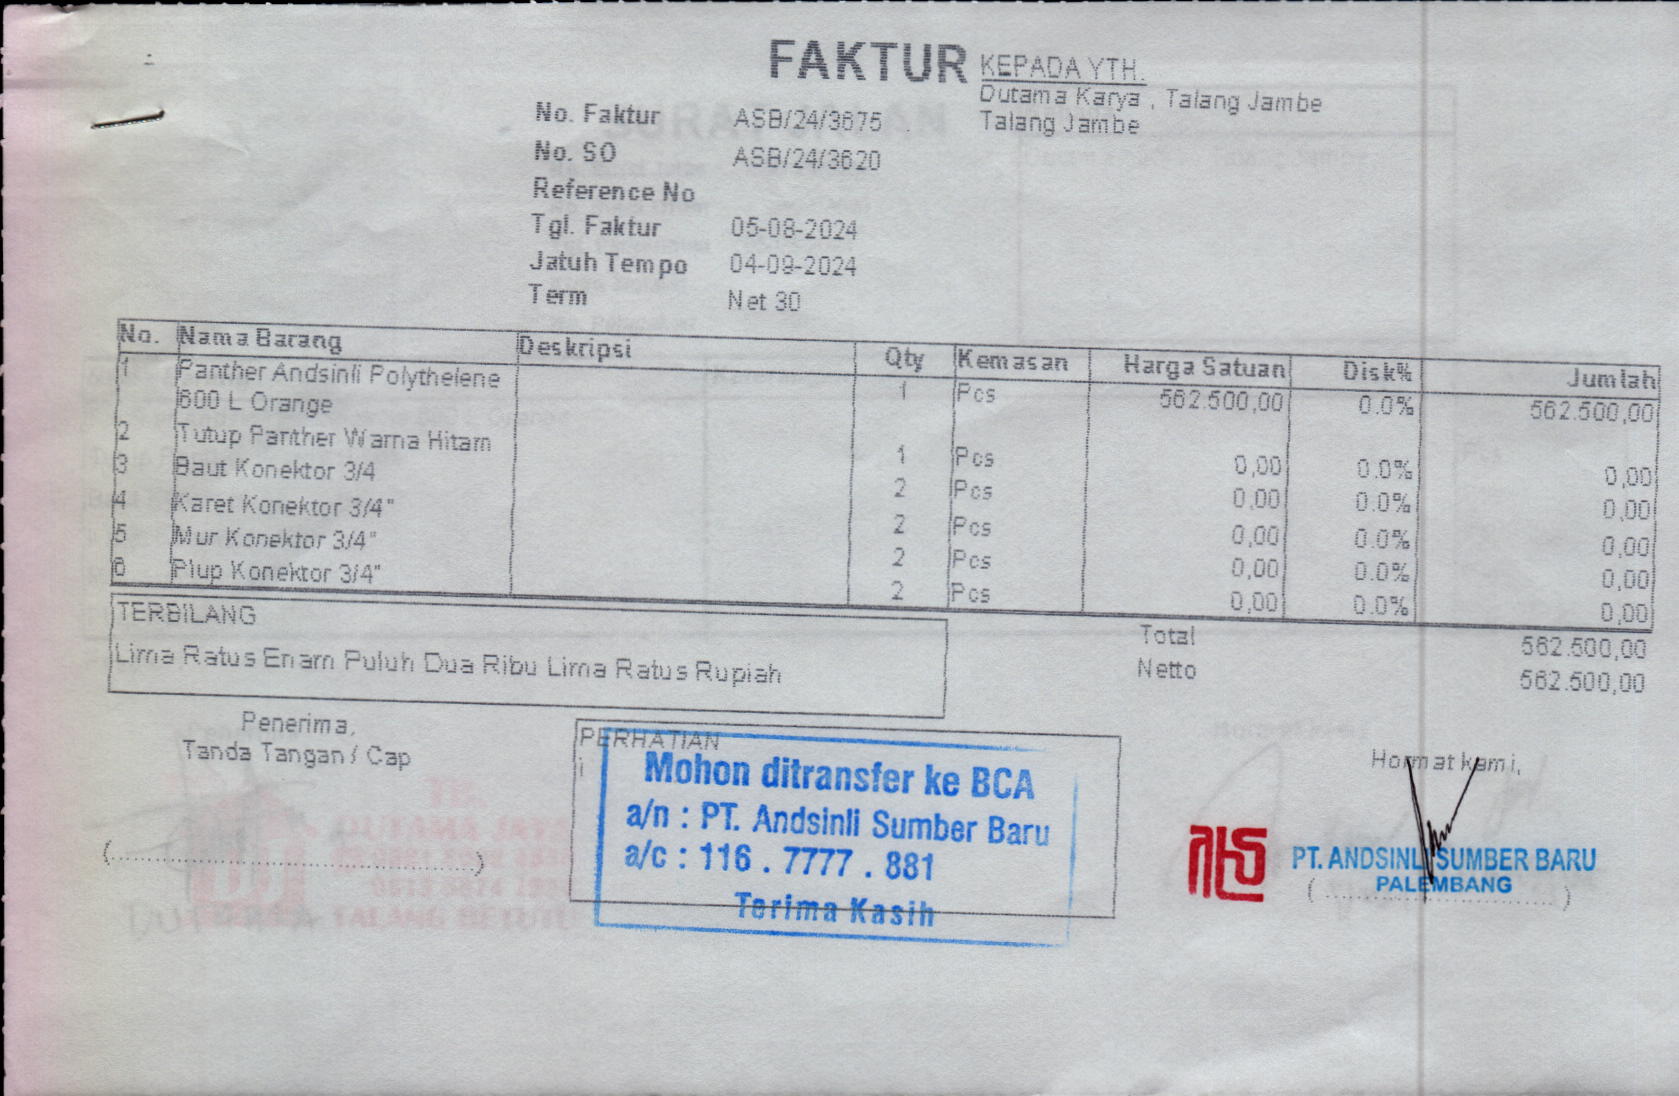 FAKTUR
KEPADA YTH.
Dutama Karya , Talang Jambe
Talang Jambe
No. Faktur ASB/24/3675
No. SO ASB/24/3620
Reference No
Tgl. Faktur 05-08-2024
Jatuh Tempo 04-09-2024
Term Net 30
No. Nama Barang Deskripsi Qty Kemasan Harga Satuan Disk% Jumlah
1 Panther Andsinli Polythelene 1 Pcs 562.500,00 0.0% 562.500,00
600 L Orange
2 Tutup Panther Warna Hitam 1 Pcs 0,00 0.0% 0,00
3 Baut Konektor 3/4 2 Pcs 0,00 0.0% 0,00
4 Karet Konektor 3/4" 2 Pcs 0,00 0.0% 0,00
5 Mur Konektor 3/4" 2 Pcs 0,00 0.0% 0,00
6 Plup Konektor 3/4" 2 Pcs 0,00 0.0% 0,00
TERBILANG
Lima Ratus Enam Puluh Dua Ribu Lima Ratus Rupiah
Total 562.500,00
Netto 562.500,00
Penerima,
Tanda Tangan / Cap
PERHATIAN
i
Mohon ditransfer ke BCA
a/n : PT. Andsinli Sumber Baru
a/c : 116 . 7777 . 881
Terima Kasih
Hormat kami,
PT. ANDSINLI SUMBER BARU
PALEMBANG